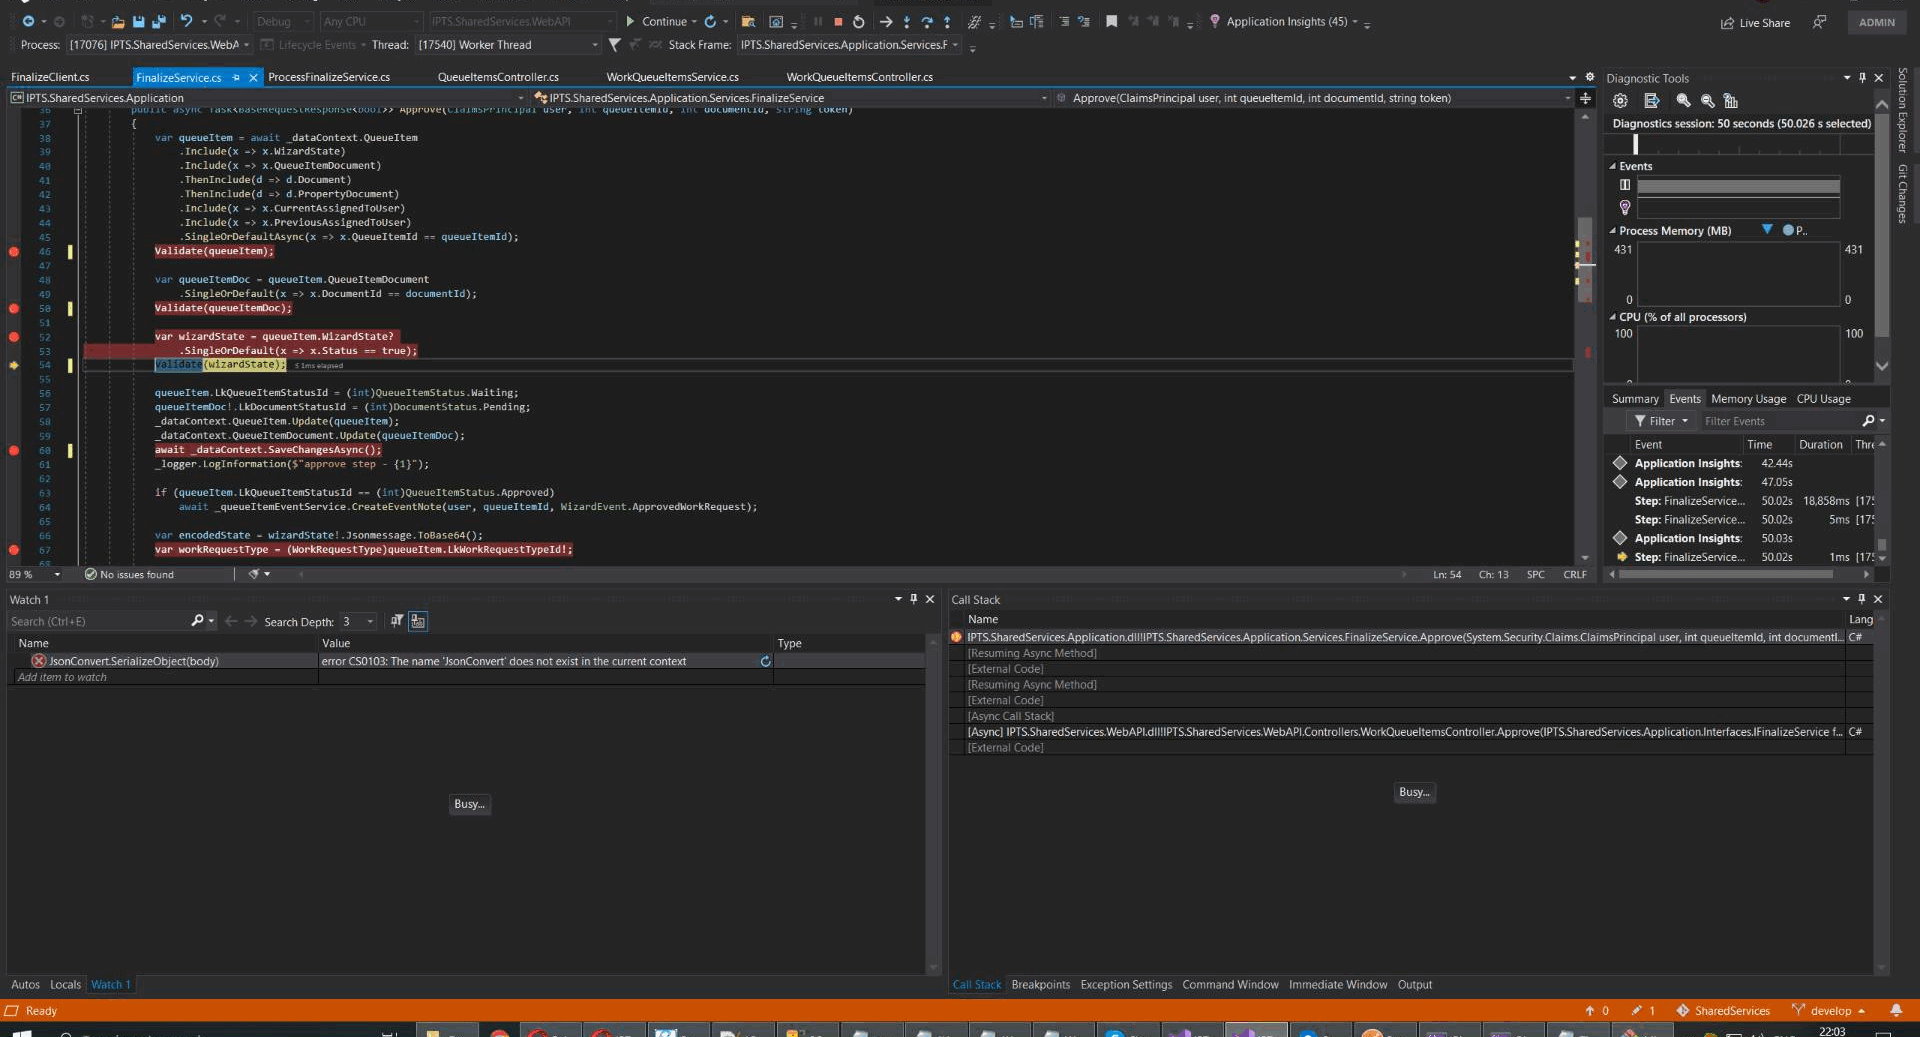 Debug
Any CPU
IPTS.SharedServices.WebAPI
Continue
Application Insights (45)
Live Share
ADMIN
Process: [17076] IPTS.SharedServices.WebA
Lifecycle Events
Thread: [17540] Worker Thread
Stack Frame: IPTS.SharedServices.Application.Services.F
FinalizeClient.cs
FinalizeService.cs
ProcessFinalizeService.cs
QueueItemsController.cs
WorkQueueItemsService.cs
WorkQueueItemsController.cs
IPTS.SharedServices.Application
IPTS.SharedServices.Application.Services.FinalizeService
Approve(ClaimsPrincipal user, int queueItemId, int documentId, string token)
36 public async Task<BaseRequestResponse<bool>> Approve(ClaimsPrincipal user, int queueItemId, int documentId, string token)
37 {
38 var queueItem = await _dataContext.QueueItem
39 .Include(x => x.WizardState)
40 .Include(x => x.QueueItemDocument)
41 .ThenInclude(d => d.Document)
42 .ThenInclude(d => d.PropertyDocument)
43 .Include(x => x.CurrentAssignedToUser)
44 .Include(x => x.PreviousAssignedToUser)
45 .SingleOrDefaultAsync(x => x.QueueItemId == queueItemId);
46 Validate(queueItem);
47
48 var queueItemDoc = queueItem.QueueItemDocument
49 .SingleOrDefault(x => x.DocumentId == documentId);
50 Validate(queueItemDoc);
51
52 var wizardState = queueItem.WizardState?
53 .SingleOrDefault(x => x.Status == true);
54 Validate(wizardState); ≤ 1ms elapsed
55
56 queueItem.LkQueueItemStatusId = (int)QueueItemStatus.Waiting;
57 queueItemDoc!.LkDocumentStatusId = (int)DocumentStatus.Pending;
58 _dataContext.QueueItem.Update(queueItem);
59 _dataContext.QueueItemDocument.Update(queueItemDoc);
60 await _dataContext.SaveChangesAsync();
61 _logger.LogInformation($"approve step - {1}");
62
63 if (queueItem.LkQueueItemStatusId == (int)QueueItemStatus.Approved)
64 await _queueItemEventService.CreateEventNote(user, queueItemId, WizardEvent.ApprovedWorkRequest);
65
66 var encodedState = wizardState!.Jsonmessage.ToBase64();
67 var workRequestType = (WorkRequestType)queueItem.LkWorkRequestTypeId!;
68
89 %
No issues found
Ln: 54 Ch: 13 SPC CRLF
Diagnostic Tools
Diagnostics session: 50 seconds (50.026 s selected)
Events
Process Memory (MB)
P..
431 431
0 0
CPU (% of all processors)
100 100
Summary Events Memory Usage CPU Usage
Filter
Filter Events
Event Time Duration Thre
Application Insights: 42.44s
Application Insights: 47.05s
Step: FinalizeService... 50.02s 18,858ms [175
Step: FinalizeService... 50.02s 5ms [175
Application Insights: 50.03s
Step: FinalizeService... 50.02s 1ms [175
Solution Explorer
Git Changes
Watch 1
Search (Ctrl+E)
Search Depth: 3
Name Value Type
JsonConvert.SerializeObject(body) error CS0103: The name 'JsonConvert' does not exist in the current context
Add item to watch
Busy...
Autos Locals Watch 1
Call Stack
Name Lang
IPTS.SharedServices.Application.dll!IPTS.SharedServices.Application.Services.FinalizeService.Approve(System.Security.Claims.ClaimsPrincipal user, int queueItemId, int documentI... C#
[Resuming Async Method]
[External Code]
[Resuming Async Method]
[External Code]
[Async Call Stack]
[Async] IPTS.SharedServices.WebAPI.dll!IPTS.SharedServices.WebAPI.Controllers.WorkQueueItemsController.Approve(IPTS.SharedServices.Application.Interfaces.IFinalizeService f... C#
[External Code]
Busy...
Call Stack Breakpoints Exception Settings Command Window Immediate Window Output
Ready
0
1
SharedServices
develop
22:03